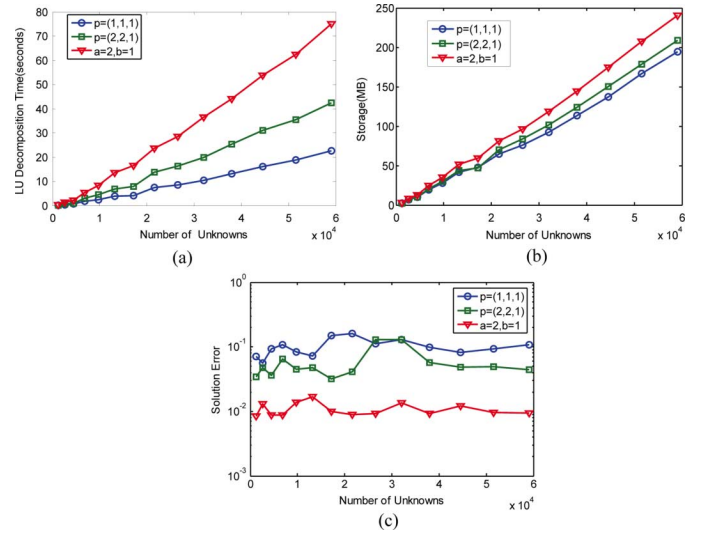 80
70
60
50
40
30
20
10
0
LU Decomposition Time(seconds)
p=(1,1,1)
p=(2,2,1)
a=2,b=1
0 1 2 3 4 5 6
x 10^4
Number of Unknowns
(a)
250
200
150
100
50
0
Storage(MB)
p=(1,1,1)
p=(2,2,1)
a=2,b=1
0 1 2 3 4 5 6
x 10^4
Number of Unknowns
(b)
10^0
10^-1
10^-2
10^-3
Solution Error
p=(1,1,1)
p=(2,2,1)
a=2,b=1
0 1 2 3 4 5 6
x 10^4
Number of Unknowns
(c)